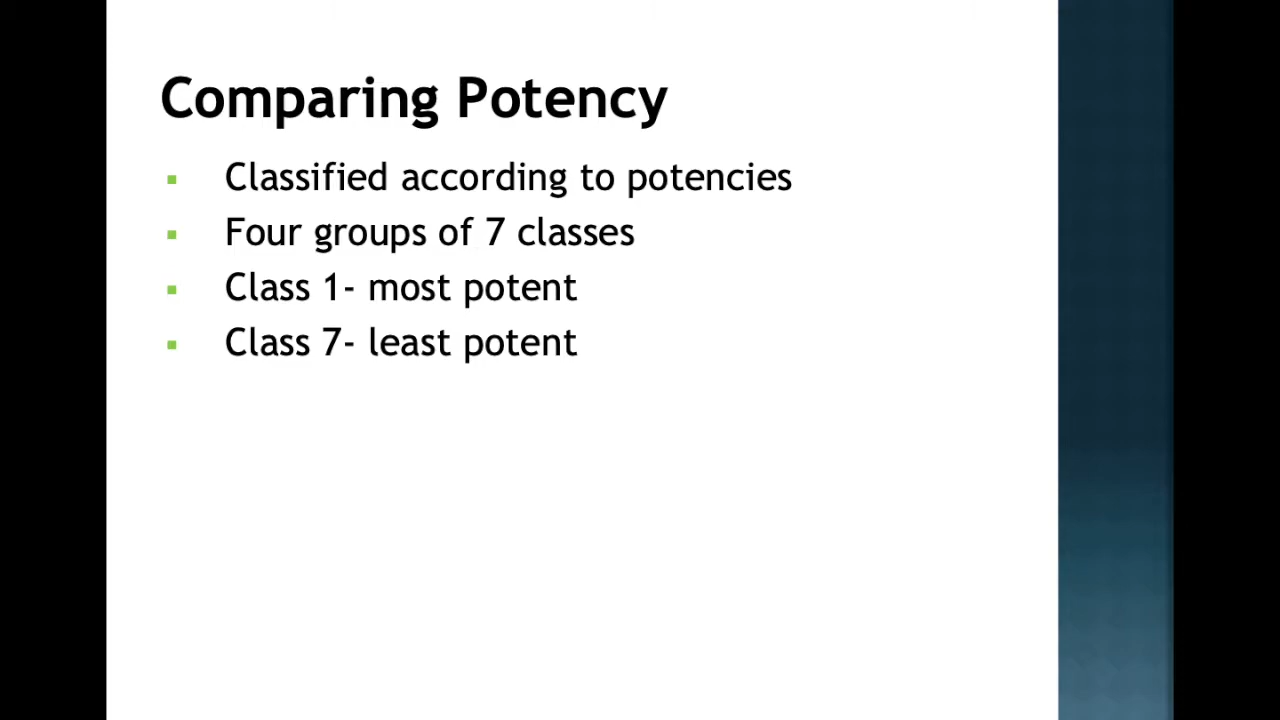 Comparing Potency
▪ Classified according to potencies
▪ Four groups of 7 classes
▪ Class 1- most potent
▪ Class 7- least potent